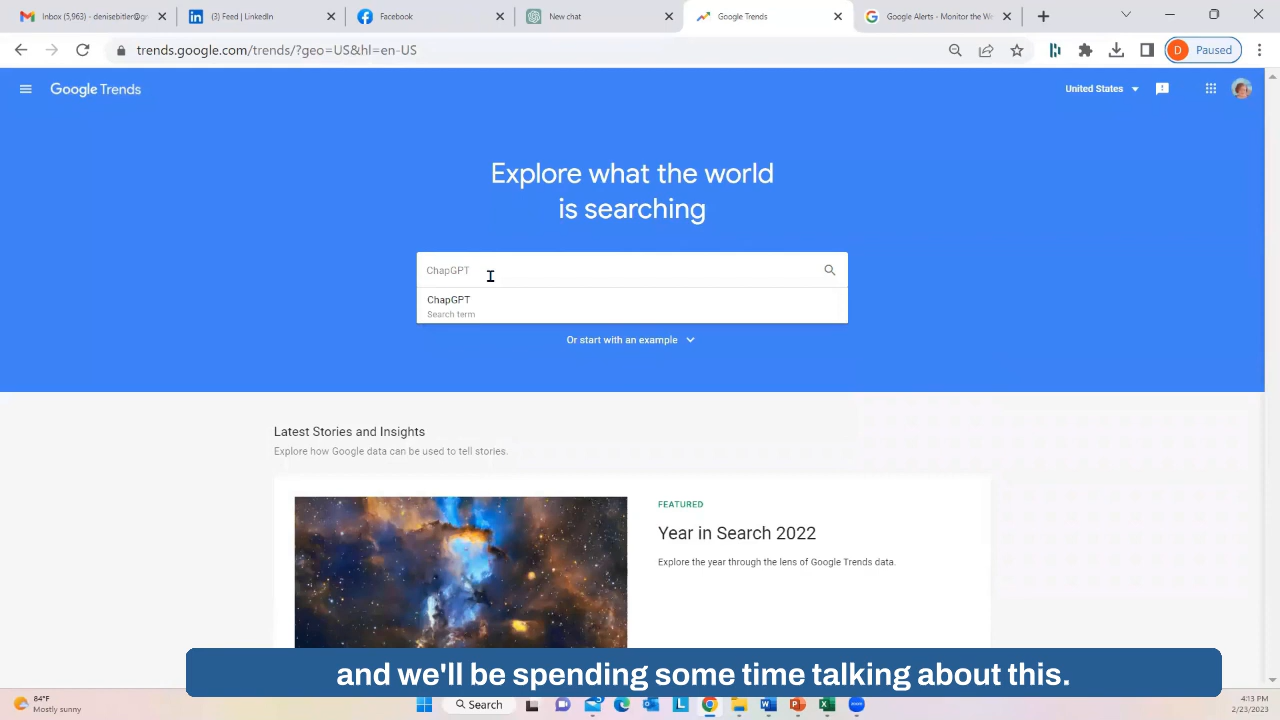 Inbox (5,963) - denisebitler@gr
(3) Feed | LinkedIn
Facebook
New chat
Google Trends
Google Alerts - Monitor the We
trends.google.com/trends/?geo=US&hl=en-US
D Paused
Google Trends
United States
Explore what the world
is searching
ChapGPT
ChapGPT
Search term
Or start with an example
Latest Stories and Insights
Explore how Google data can be used to tell stories.
FEATURED
Year in Search 2022
Explore the year through the lens of Google Trends data.
and we'll be spending some time talking about this.
84°F
Mostly sunny
Search
4:13 PM
2/23/2023